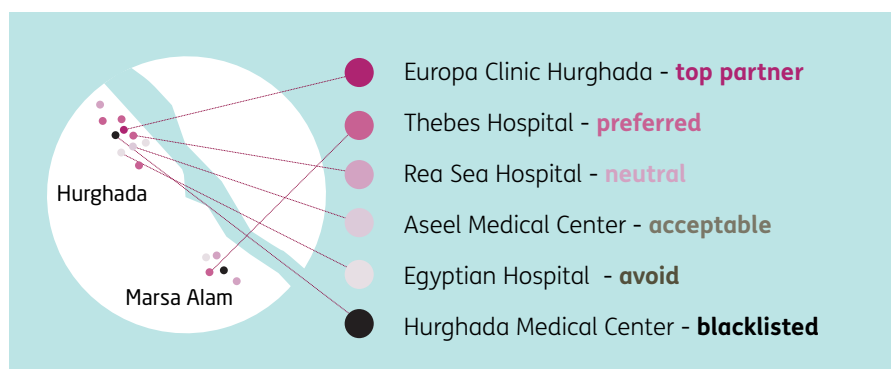 Europa Clinic Hurghada - top partner
Thebes Hospital - preferred
Rea Sea Hospital - neutral
Aseel Medical Center - acceptable
Egyptian Hospital - avoid
Hurghada Medical Center - blacklisted
Hurghada
Marsa Alam